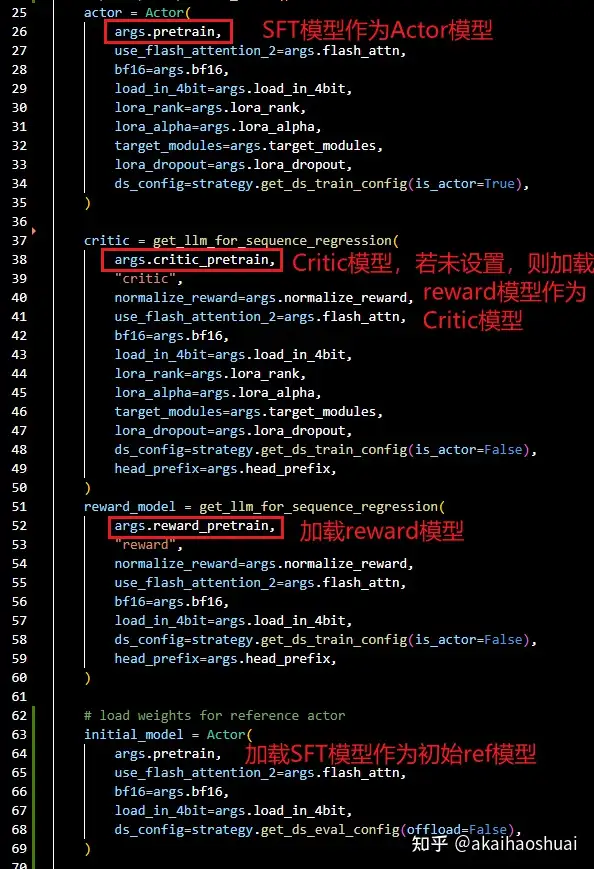 25 actor = Actor(
26 args.pretrain, SFT模型作为Actor模型
27 use_flash_attention_2=args.flash_attn,
28 bf16=args.bf16,
29 load_in_4bit=args.load_in_4bit,
30 lora_rank=args.lora_rank,
31 lora_alpha=args.lora_alpha,
32 target_modules=args.target_modules,
33 lora_dropout=args.lora_dropout,
34 ds_config=strategy.get_ds_train_config(is_actor=True),
35 )
36
37 critic = get_llm_for_sequence_regression(
38 args.critic_pretrain, Critic模型，若未设置，则加载
39 "critic",
40 normalize_reward=args.normalize_reward, reward模型作为
41 use_flash_attention_2=args.flash_attn, Critic模型
42 bf16=args.bf16,
43 load_in_4bit=args.load_in_4bit,
44 lora_rank=args.lora_rank,
45 lora_alpha=args.lora_alpha,
46 target_modules=args.target_modules,
47 lora_dropout=args.lora_dropout,
48 ds_config=strategy.get_ds_train_config(is_actor=False),
49 head_prefix=args.head_prefix,
50 )
51 reward_model = get_llm_for_sequence_regression(
52 args.reward_pretrain, 加载reward模型
53 "reward",
54 normalize_reward=args.normalize_reward,
55 use_flash_attention_2=args.flash_attn,
56 bf16=args.bf16,
57 load_in_4bit=args.load_in_4bit,
58 ds_config=strategy.get_ds_train_config(is_actor=False),
59 head_prefix=args.head_prefix,
60 )
61
62 # load weights for reference actor
63 initial_model = Actor(
64 args.pretrain, 加载SFT模型作为初始ref模型
65 use_flash_attention_2=args.flash_attn,
66 bf16=args.bf16,
67 load_in_4bit=args.load_in_4bit,
68 ds_config=strategy.get_ds_eval_config(offload=False),
69 )
知乎 @akaihaoshuai
70